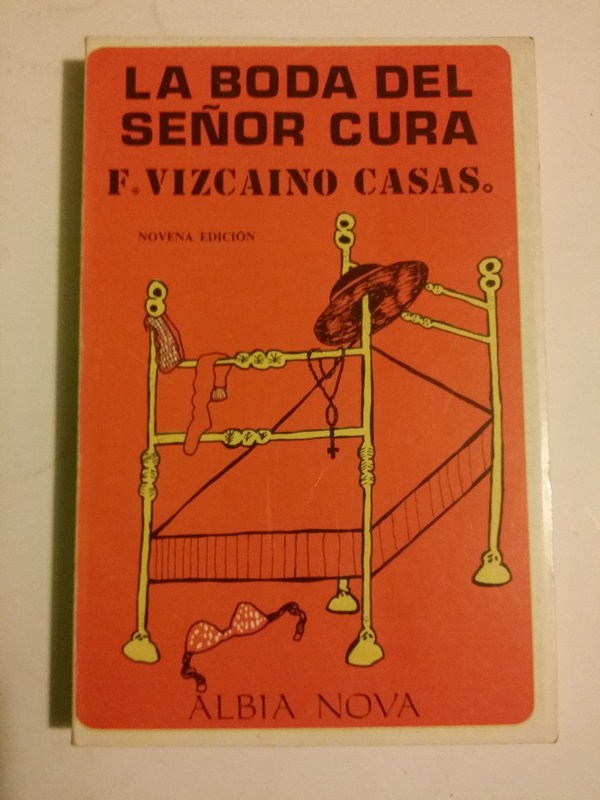 LA BODA DEL
SEÑOR CURA
F. VIZCAINO CASAS.
NOVENA EDICIÓN
ALBIA NOVA